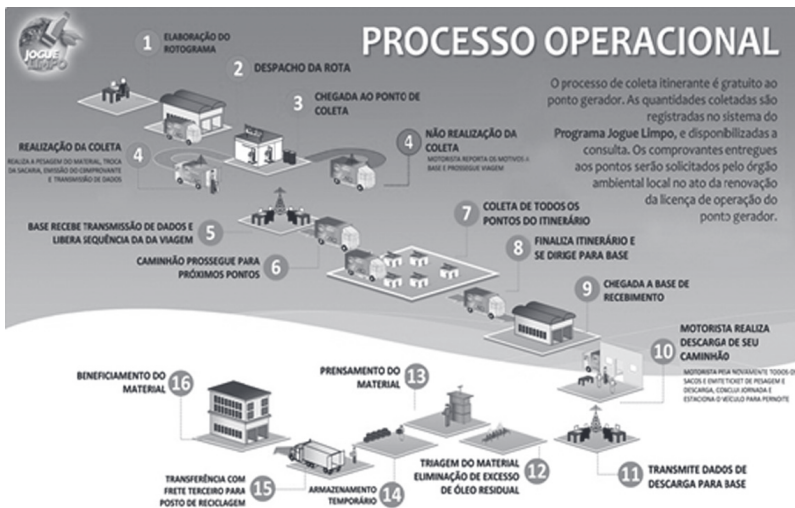 JOGUE
LIMPO
PROCESSO OPERACIONAL
O processo de coleta itinerante é gratuito ao
ponto gerador. As quantidades coletadas são
registradas no sistema do
Programa Jogue Limpo, e disponibilizadas a
consulta. Os comprovantes entregues
aos pontos serão solicitados pelo órgão
ambiental local no ato da renovação
da licença de operação do
ponto gerador.
1
ELABORAÇÃO DO
ROTOGRAMA
2
DESPACHO DA ROTA
3
CHEGADA AO PONTO DE
COLETA
REALIZAÇÃO DA COLETA
4
REALIZA A PESAGEM DO MATERIAL, TROCA
DA SACARIA, EMISSÃO DO COMPROVANTE
E TRANSMISSÃO DE DADOS
4
NÃO REALIZAÇÃO DA
COLETA
MOTORISTA REPORTA OS MOTIVOS A
BASE E PROSSEGUE VIAGEM
BASE RECEBE TRANSMISSÃO DE DADOS E
LIBERA SEQUÊNCIA DA DA VIAGEM
5
CAMINHÃO PROSSEGUE PARA
PRÓXIMOS PONTOS
6
7
COLETA DE TODOS OS
PONTOS DO ITINERÁRIO
8
FINALIZA ITINERÁRIO E
SE DIRIGE PARA BASE
9
CHEGADA A BASE DE
RECEBIMENTO
10
MOTORISTA REALIZA
DESCARGA DE SEU
CAMINHÃO
MOTORISTA PESA NOVAMENTE TODOS OS
SACOS E EMITE TICKET DE PESAGEM E
DESCARGA, CONCLUI JORNADA E
ESTACIONA O VEÍCULO PARA PERNOITE
11
TRANSMITE DADOS DE
DESCARGA PARA BASE
TRIAGEM DO MATERIAL
ELIMINAÇÃO DE EXCESSO
DE ÓLEO RESIDUAL
12
PRENSAMENTO DO
MATERIAL
13
ARMAZENAMENTO
TEMPORÁRIO
14
TRANSFERÊNCIA COM
FRETE TERCEIRO PARA
POSTO DE RECICLAGEM
15
BENEFICIAMENTO DO
MATERIAL
16